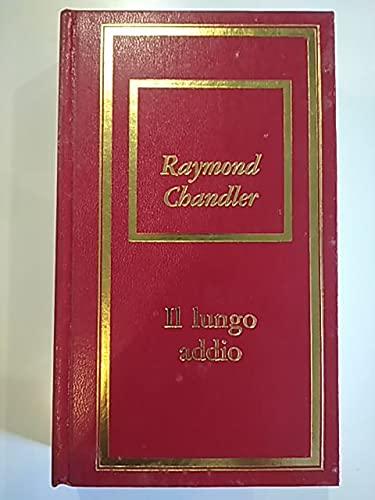 Raymond
Chandler
Il lungo
addio